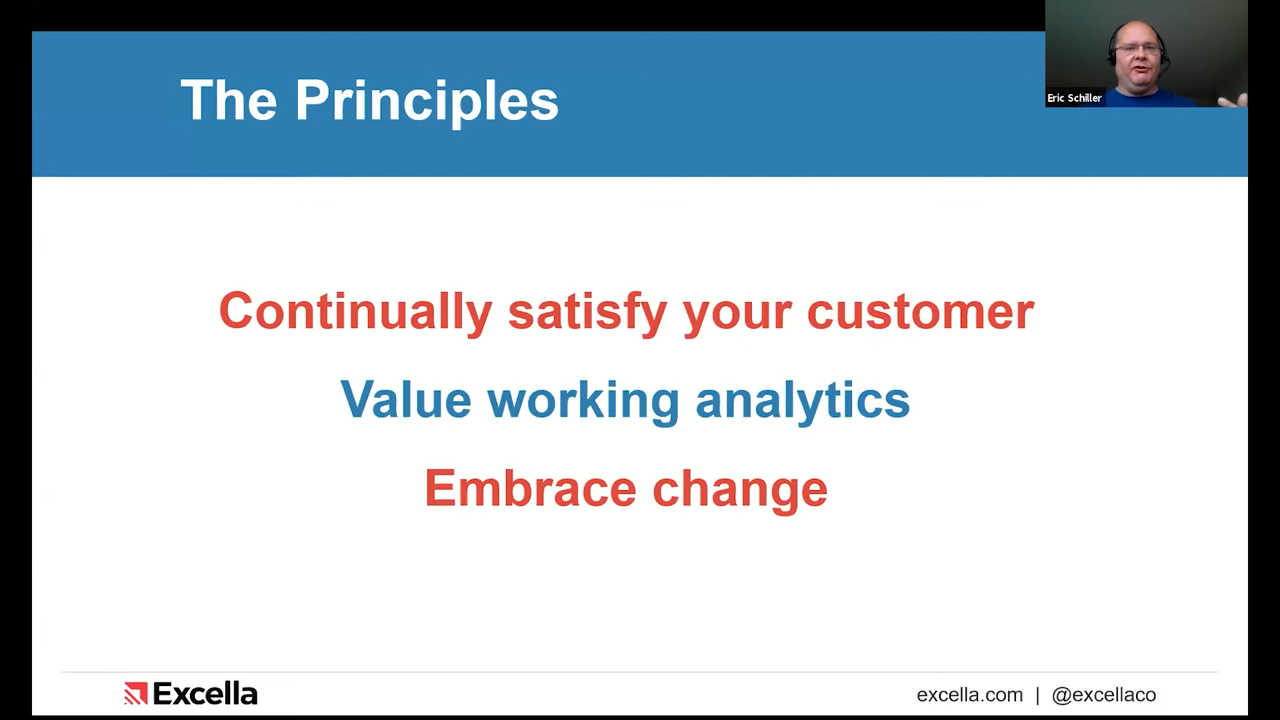 The Principles
Eric Schiller
Continually satisfy your customer
Value working analytics
Embrace change
Excella
excella.com | @excellaco